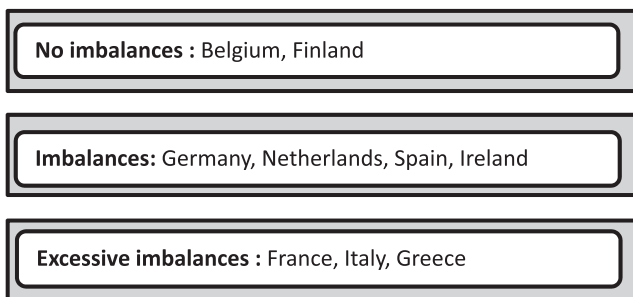 No imbalances : Belgium, Finland
Imbalances: Germany, Netherlands, Spain, Ireland
Excessive imbalances : France, Italy, Greece